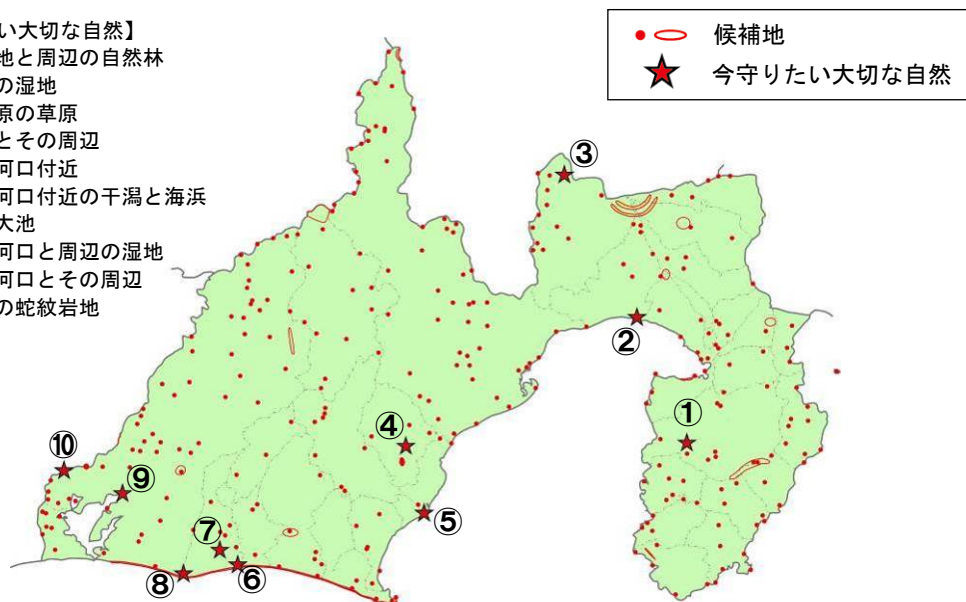 い大切な自然】
地と周辺の自然林
の湿地
原の草原
とその周辺
河口付近
河口付近の干潟と海浜
大池
河口と周辺の湿地
河口とその周辺
の蛇紋岩地
候補地
今守りたい大切な自然
③
②
①
④
⑩
⑨
⑤
⑦
⑧
⑥